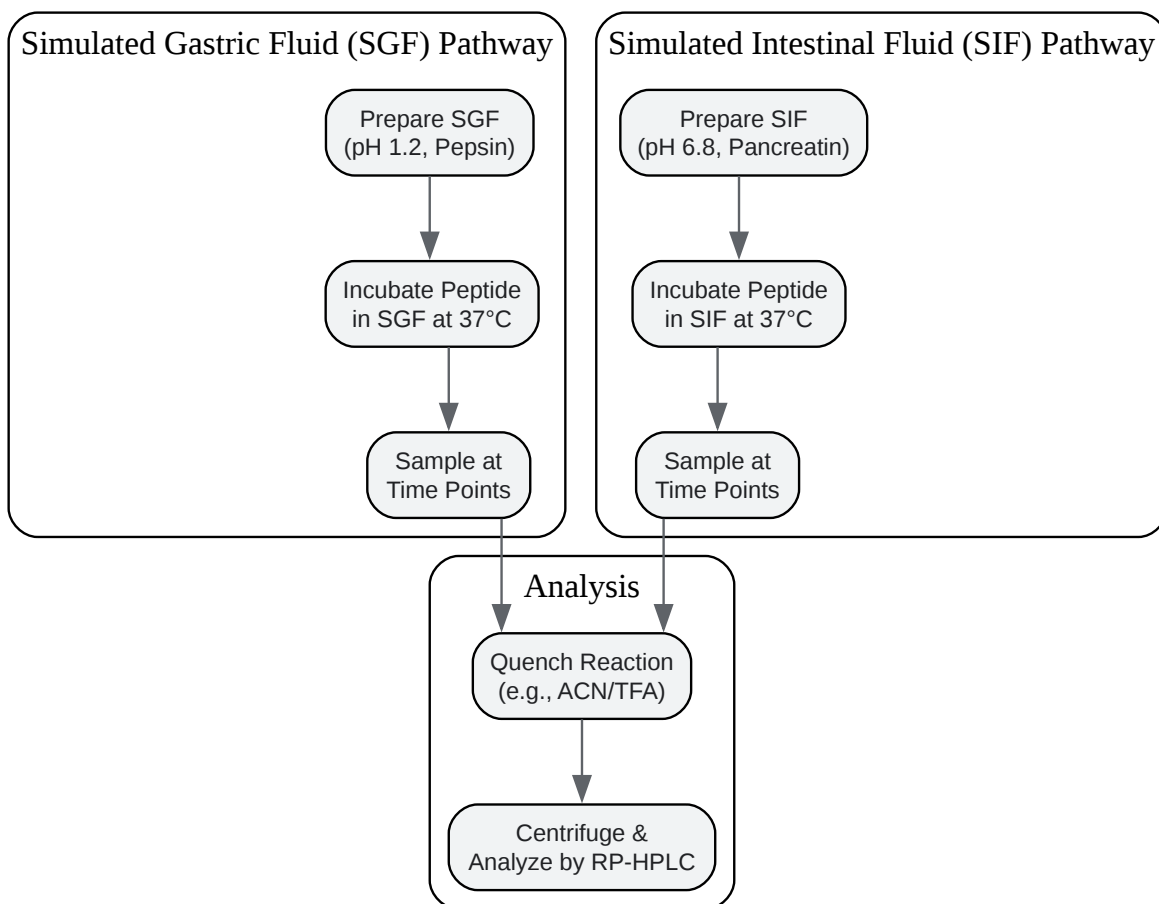 Simulated Gastric Fluid (SGF) Pathway
Prepare SGF
(pH 1.2, Pepsin)
Incubate Peptide
in SGF at 37°C
Sample at
Time Points
Simulated Intestinal Fluid (SIF) Pathway
Prepare SIF
(pH 6.8, Pancreatin)
Incubate Peptide
in SIF at 37°C
Sample at
Time Points
Analysis
Quench Reaction
(e.g., ACN/TFA)
Centrifuge &
Analyze by RP-HPLC